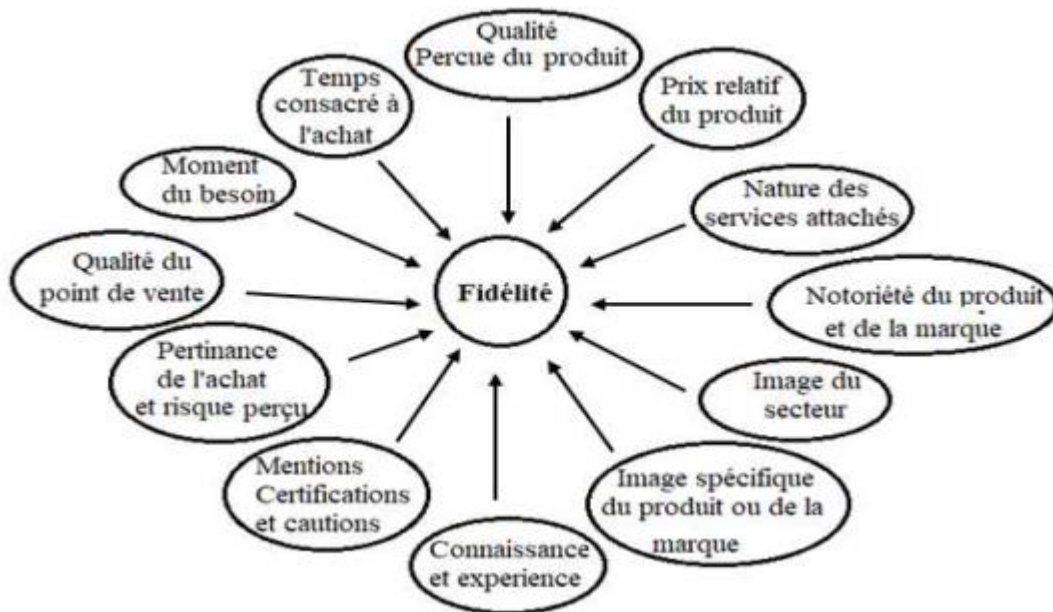 Qualité
Percue du produit
Prix relatif
du produit
Nature des
services attachés
Notoriété du produit
et de la marque
Image du
secteur
Image spécifique
du produit ou de la
marque
Connaissance
et experience
Mentions
Certifications
et cautions
Pertinance
de l'achat
et risque perçu
Qualité du
point de vente
Moment
du besoin
Temps
consacré à
l'achat
Fidélité